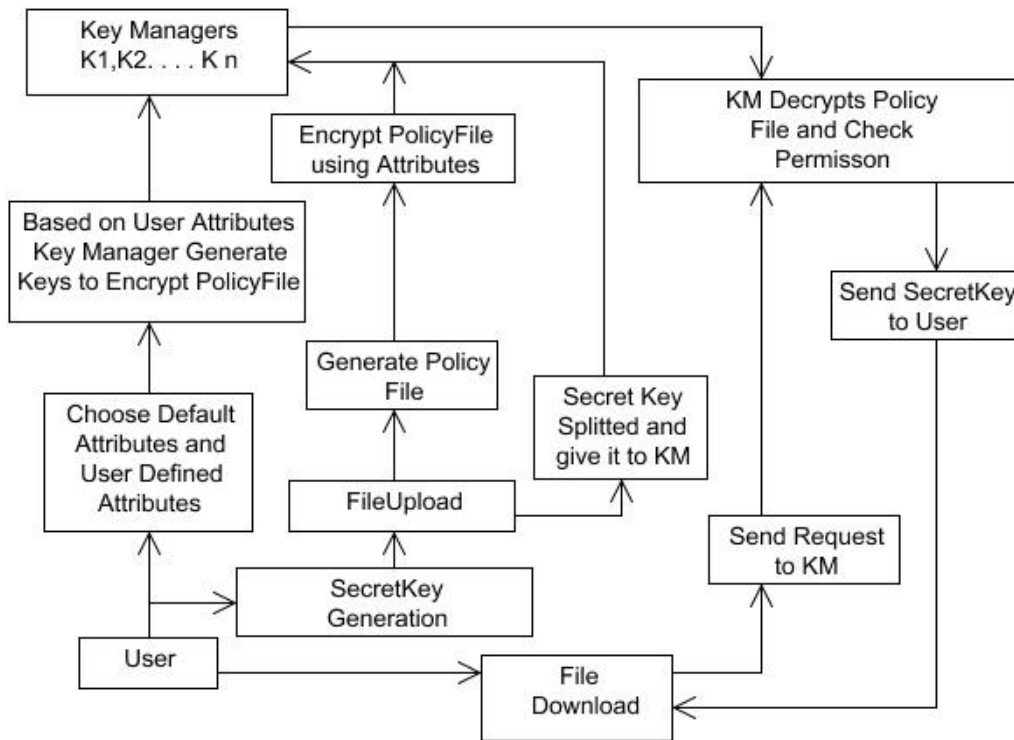 Key Managers
K1,K2. . . . K n
KM Decrypts Policy
File and Check
Permisson
Encrypt PolicyFile
using Attributes
Based on User Attributes
Key Manager Generate
Keys to Encrypt PolicyFile
Send SecretKey
to User
Generate Policy
File
Secret Key
Splitted and
give it to KM
Choose Default
Attributes and
User Defined
Attributes
FileUpload
Send Request
to KM
SecretKey
Generation
User
File
Download